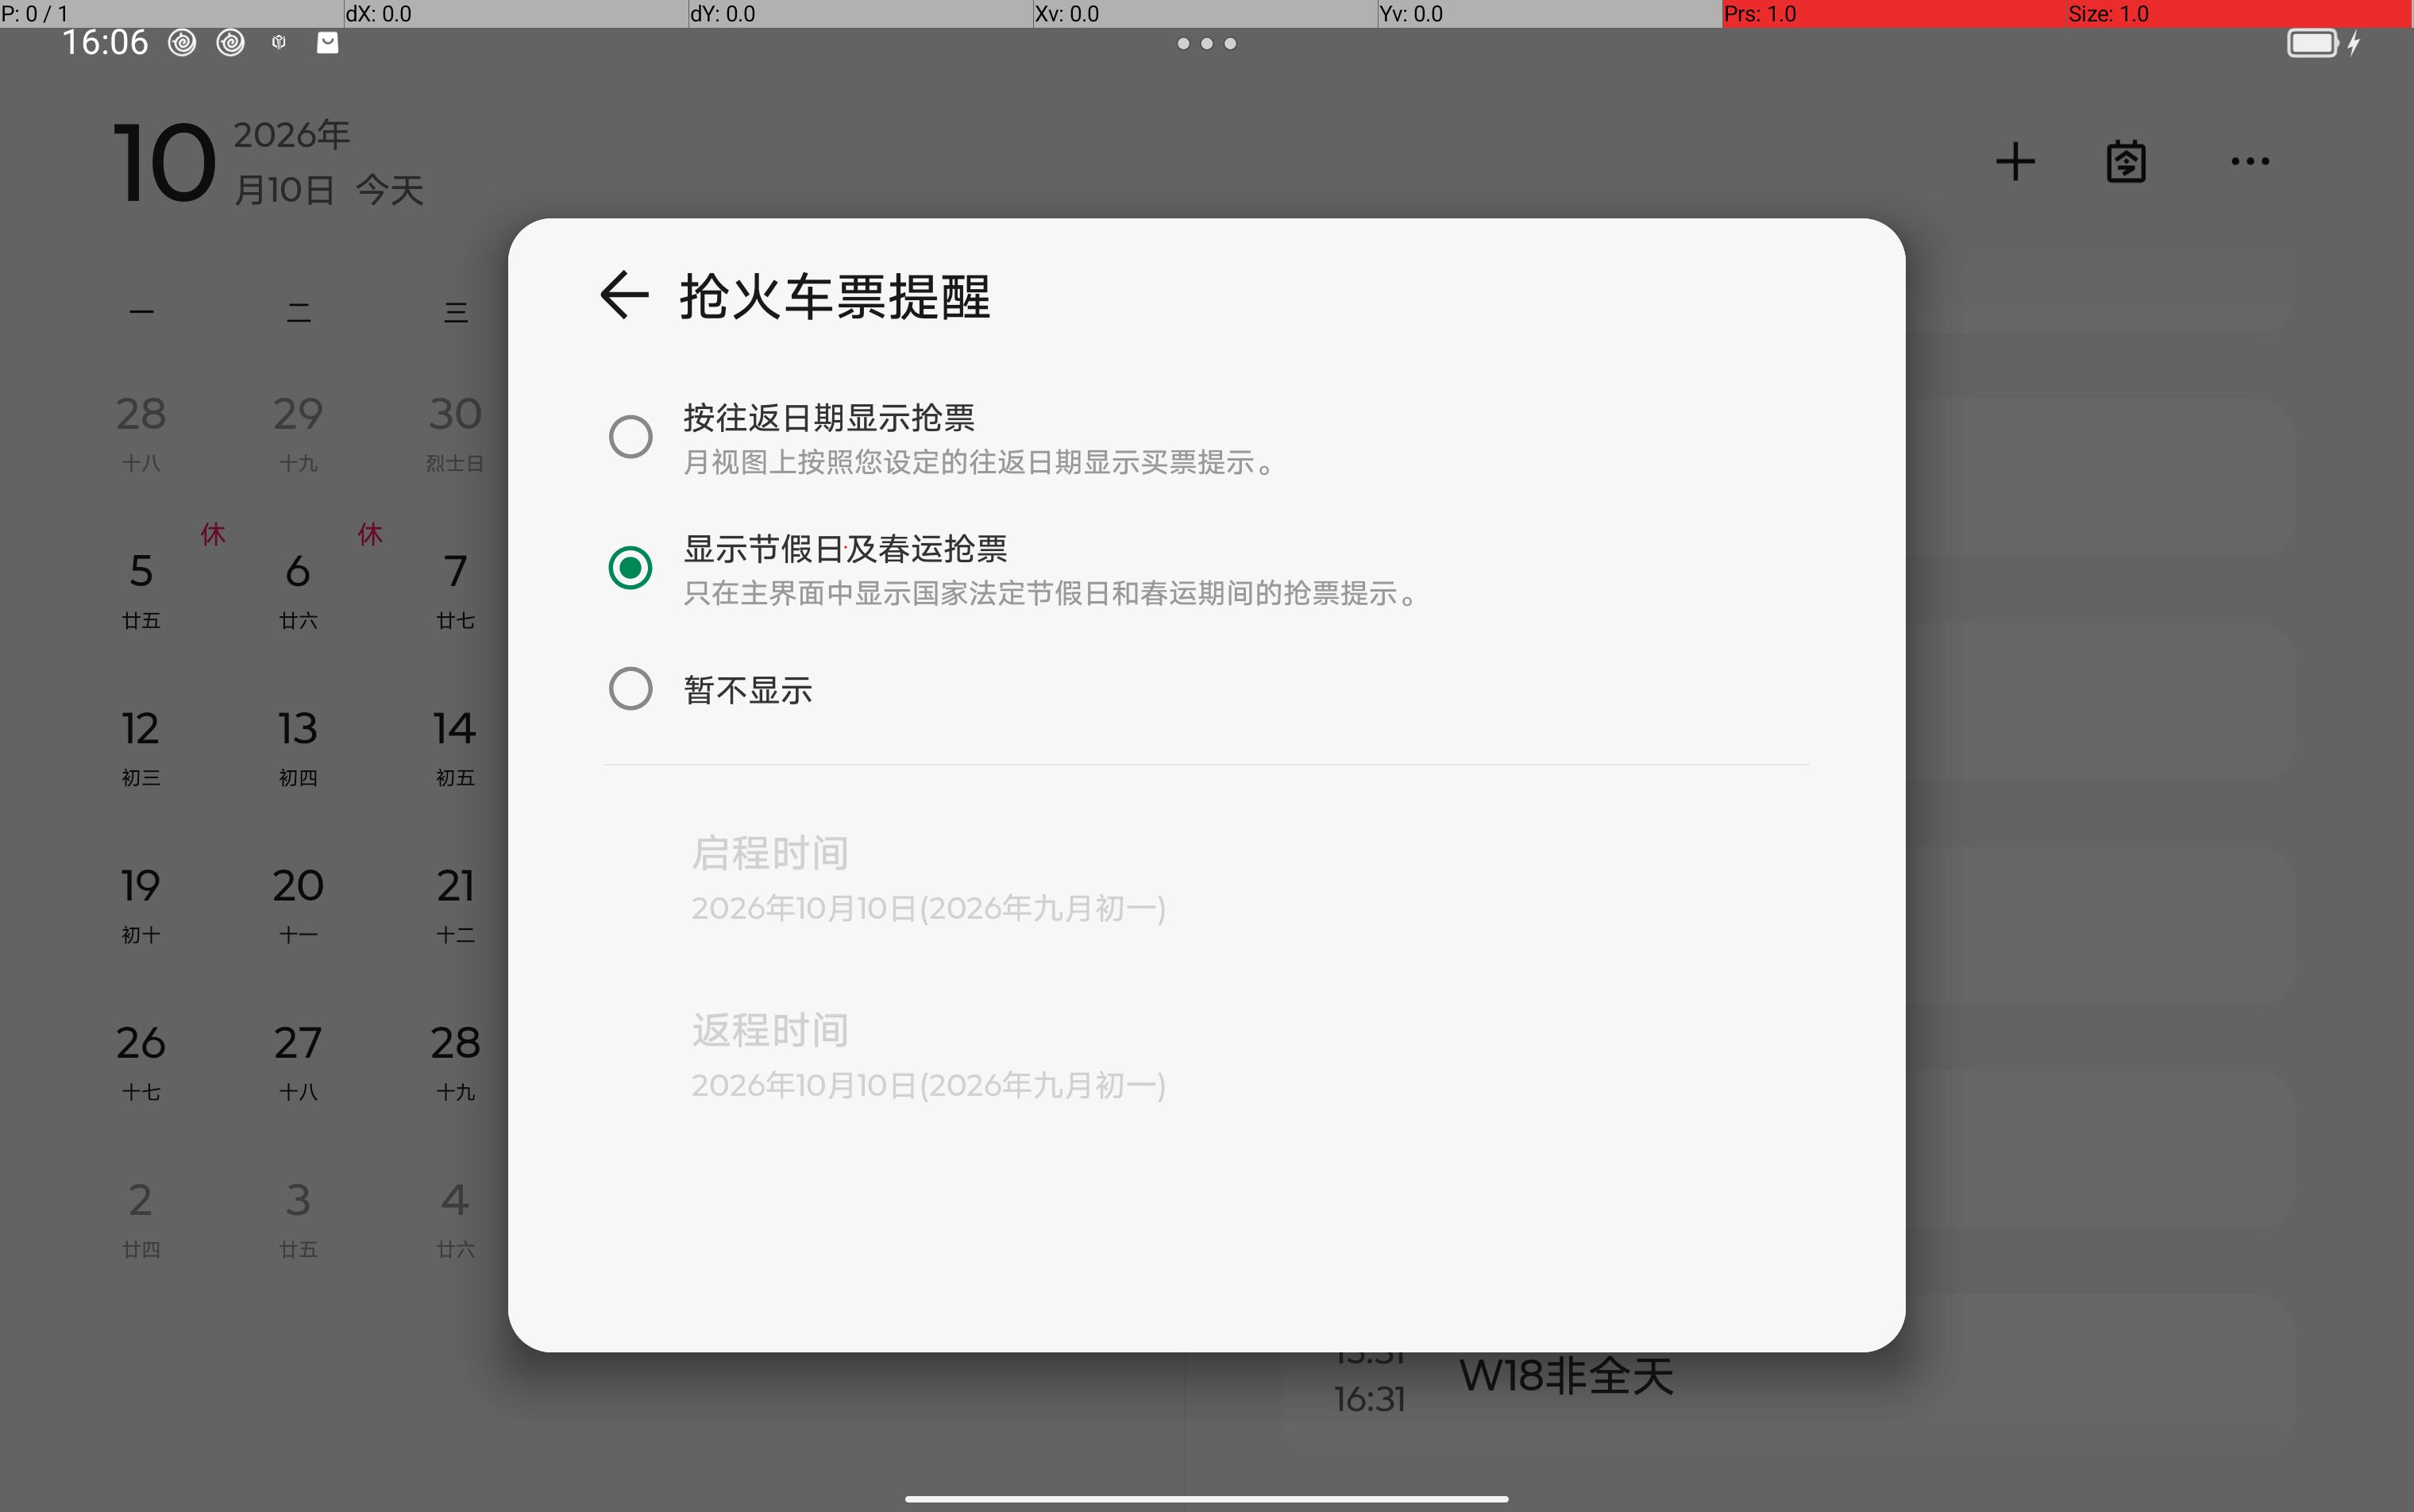 P: 0 / 1 dX: 0.0 dY: 0.0 Xv: 0.0 Yv: 0.0 Prs: 1.0 Size: 1.0
16:06
10
2026年
月10日 今天
抢火车票提醒
按往返日期显示抢票
月视图上按照您设定的往返日期显示买票提示。
显示节假日及春运抢票
只在主界面中显示国家法定节假日和春运期间的抢票提示。
暂不显示
启程时间
2026年10月10日(2026年九月初一)
返程时间
2026年10月10日(2026年九月初一)
一 二 三
28 29 30
十八 十九 烈士日
休 休
5 6 7
廿五 廿六 廿七
12 13 14
初三 初四 初五
19 20 21
初十 十一 十二
26 27 28
十七 十八 十九
2 3 4
廿四 廿五 廿六
W18非全天
16:31